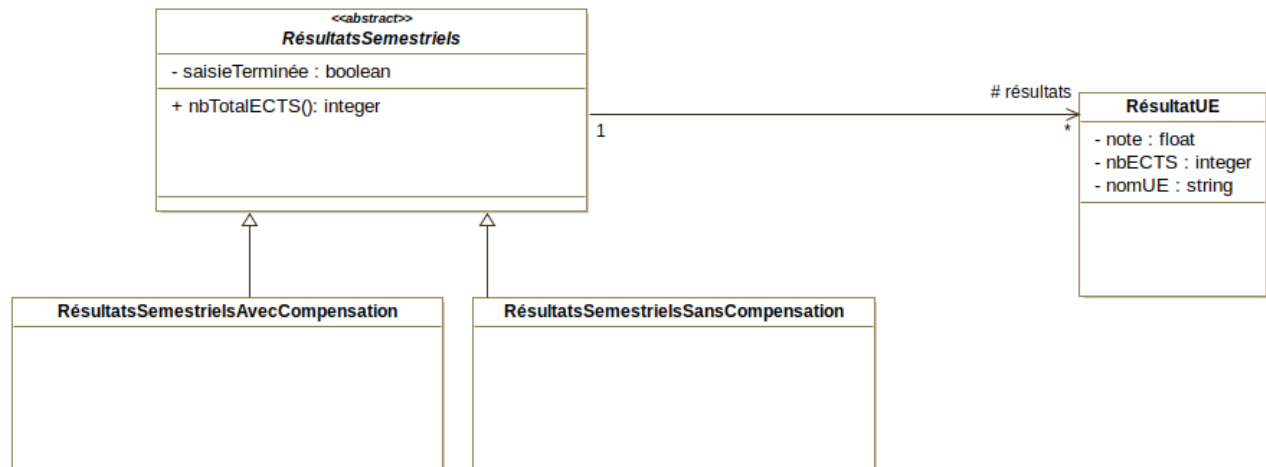 <<abstract>>
RésultatsSemestriels
- saisieTerminée : boolean
+ nbTotalECTS(): integer
# résultats
1
*
RésultatUE
- note : float
- nbECTS : integer
- nomUE : string
RésultatsSemestrielsAvecCompensation
RésultatsSemestrielsSansCompensation